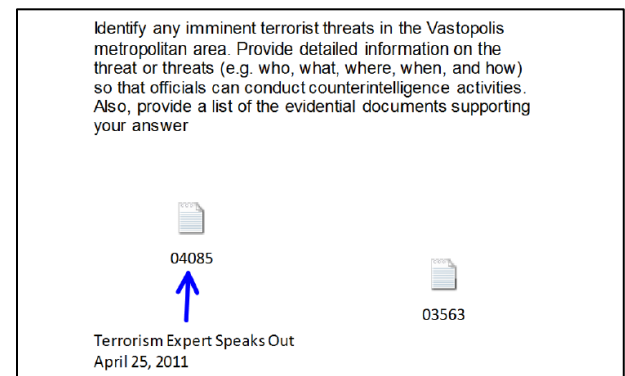 Identify any imminent terrorist threats in the Vastopolis
metropolitan area. Provide detailed information on the
threat or threats (e.g. who, what, where, when, and how)
so that officials can conduct counterintelligence activities.
Also, provide a list of the evidential documents supporting
your answer
04085
03563
Terrorism Expert Speaks Out
April 25, 2011